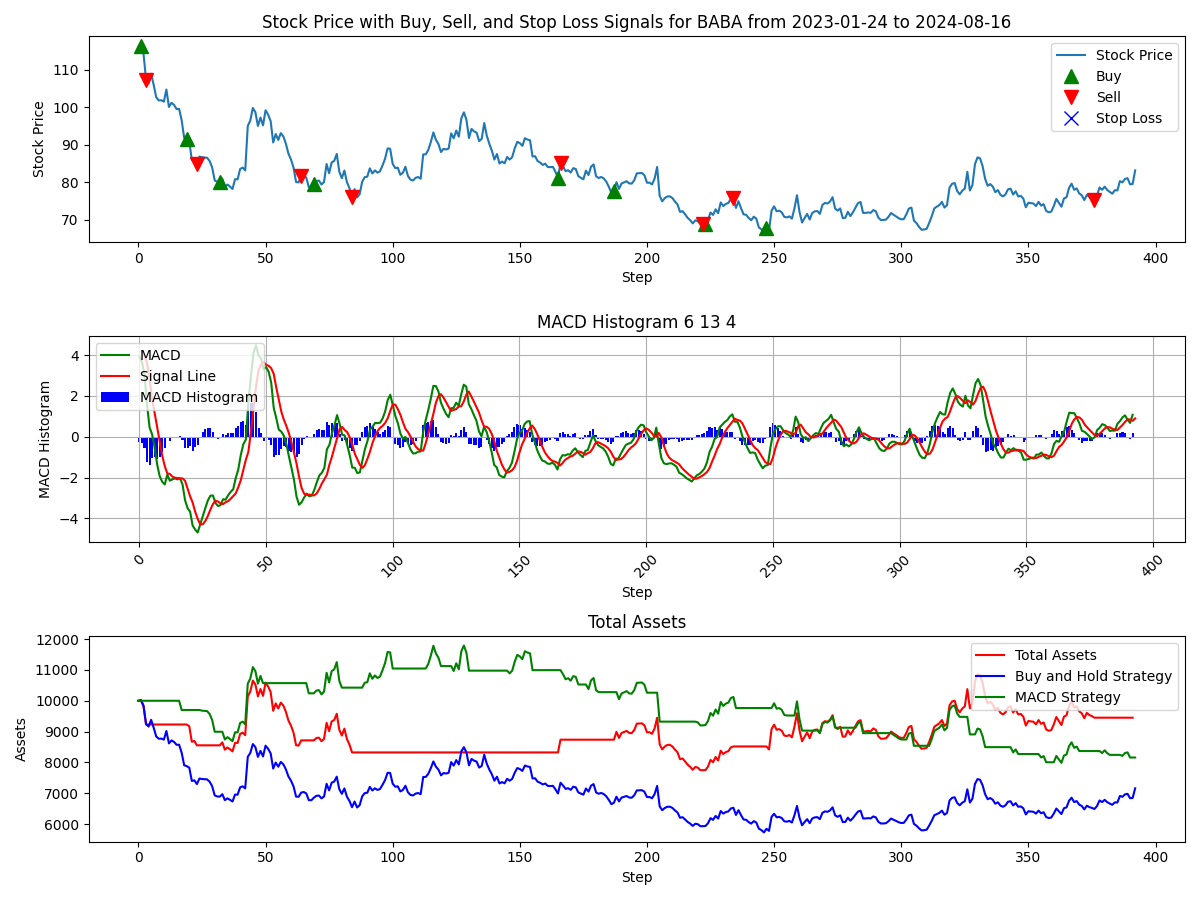 Stock Price with Buy, Sell, and Stop Loss Signals for BABA from 2023-01-24 to 2024-08-16
Stock Price
110
100
90
80
70
Stock Price
Buy
Sell
Stop Loss
0 50 100 150 200 250 300 350 400
Step
MACD Histogram 6 13 4
MACD Histogram
4
2
0
−2
−4
MACD
Signal Line
MACD Histogram
0 50 100 150 200 250 300 350 400
Step
Total Assets
Assets
12000
11000
10000
9000
8000
7000
6000
Total Assets
Buy and Hold Strategy
MACD Strategy
0 50 100 150 200 250 300 350 400
Step